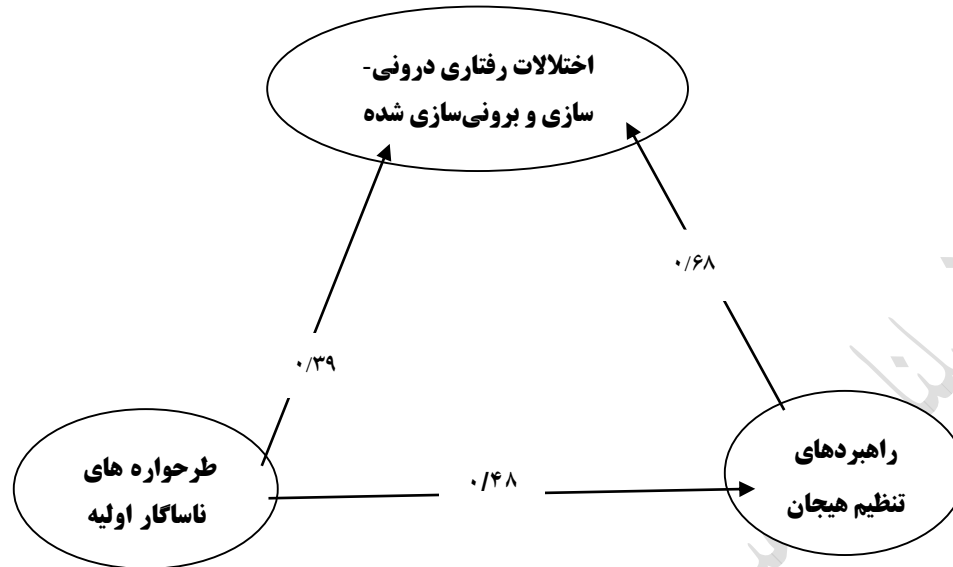 اختلالات رفتاری درونی-
سازی و برونی‌سازی شده
۰/۶۸
۰/۳۹
راهبردهای
تنظیم هیجان
طرحواره های
ناساگار اولیه
۰/۴۸